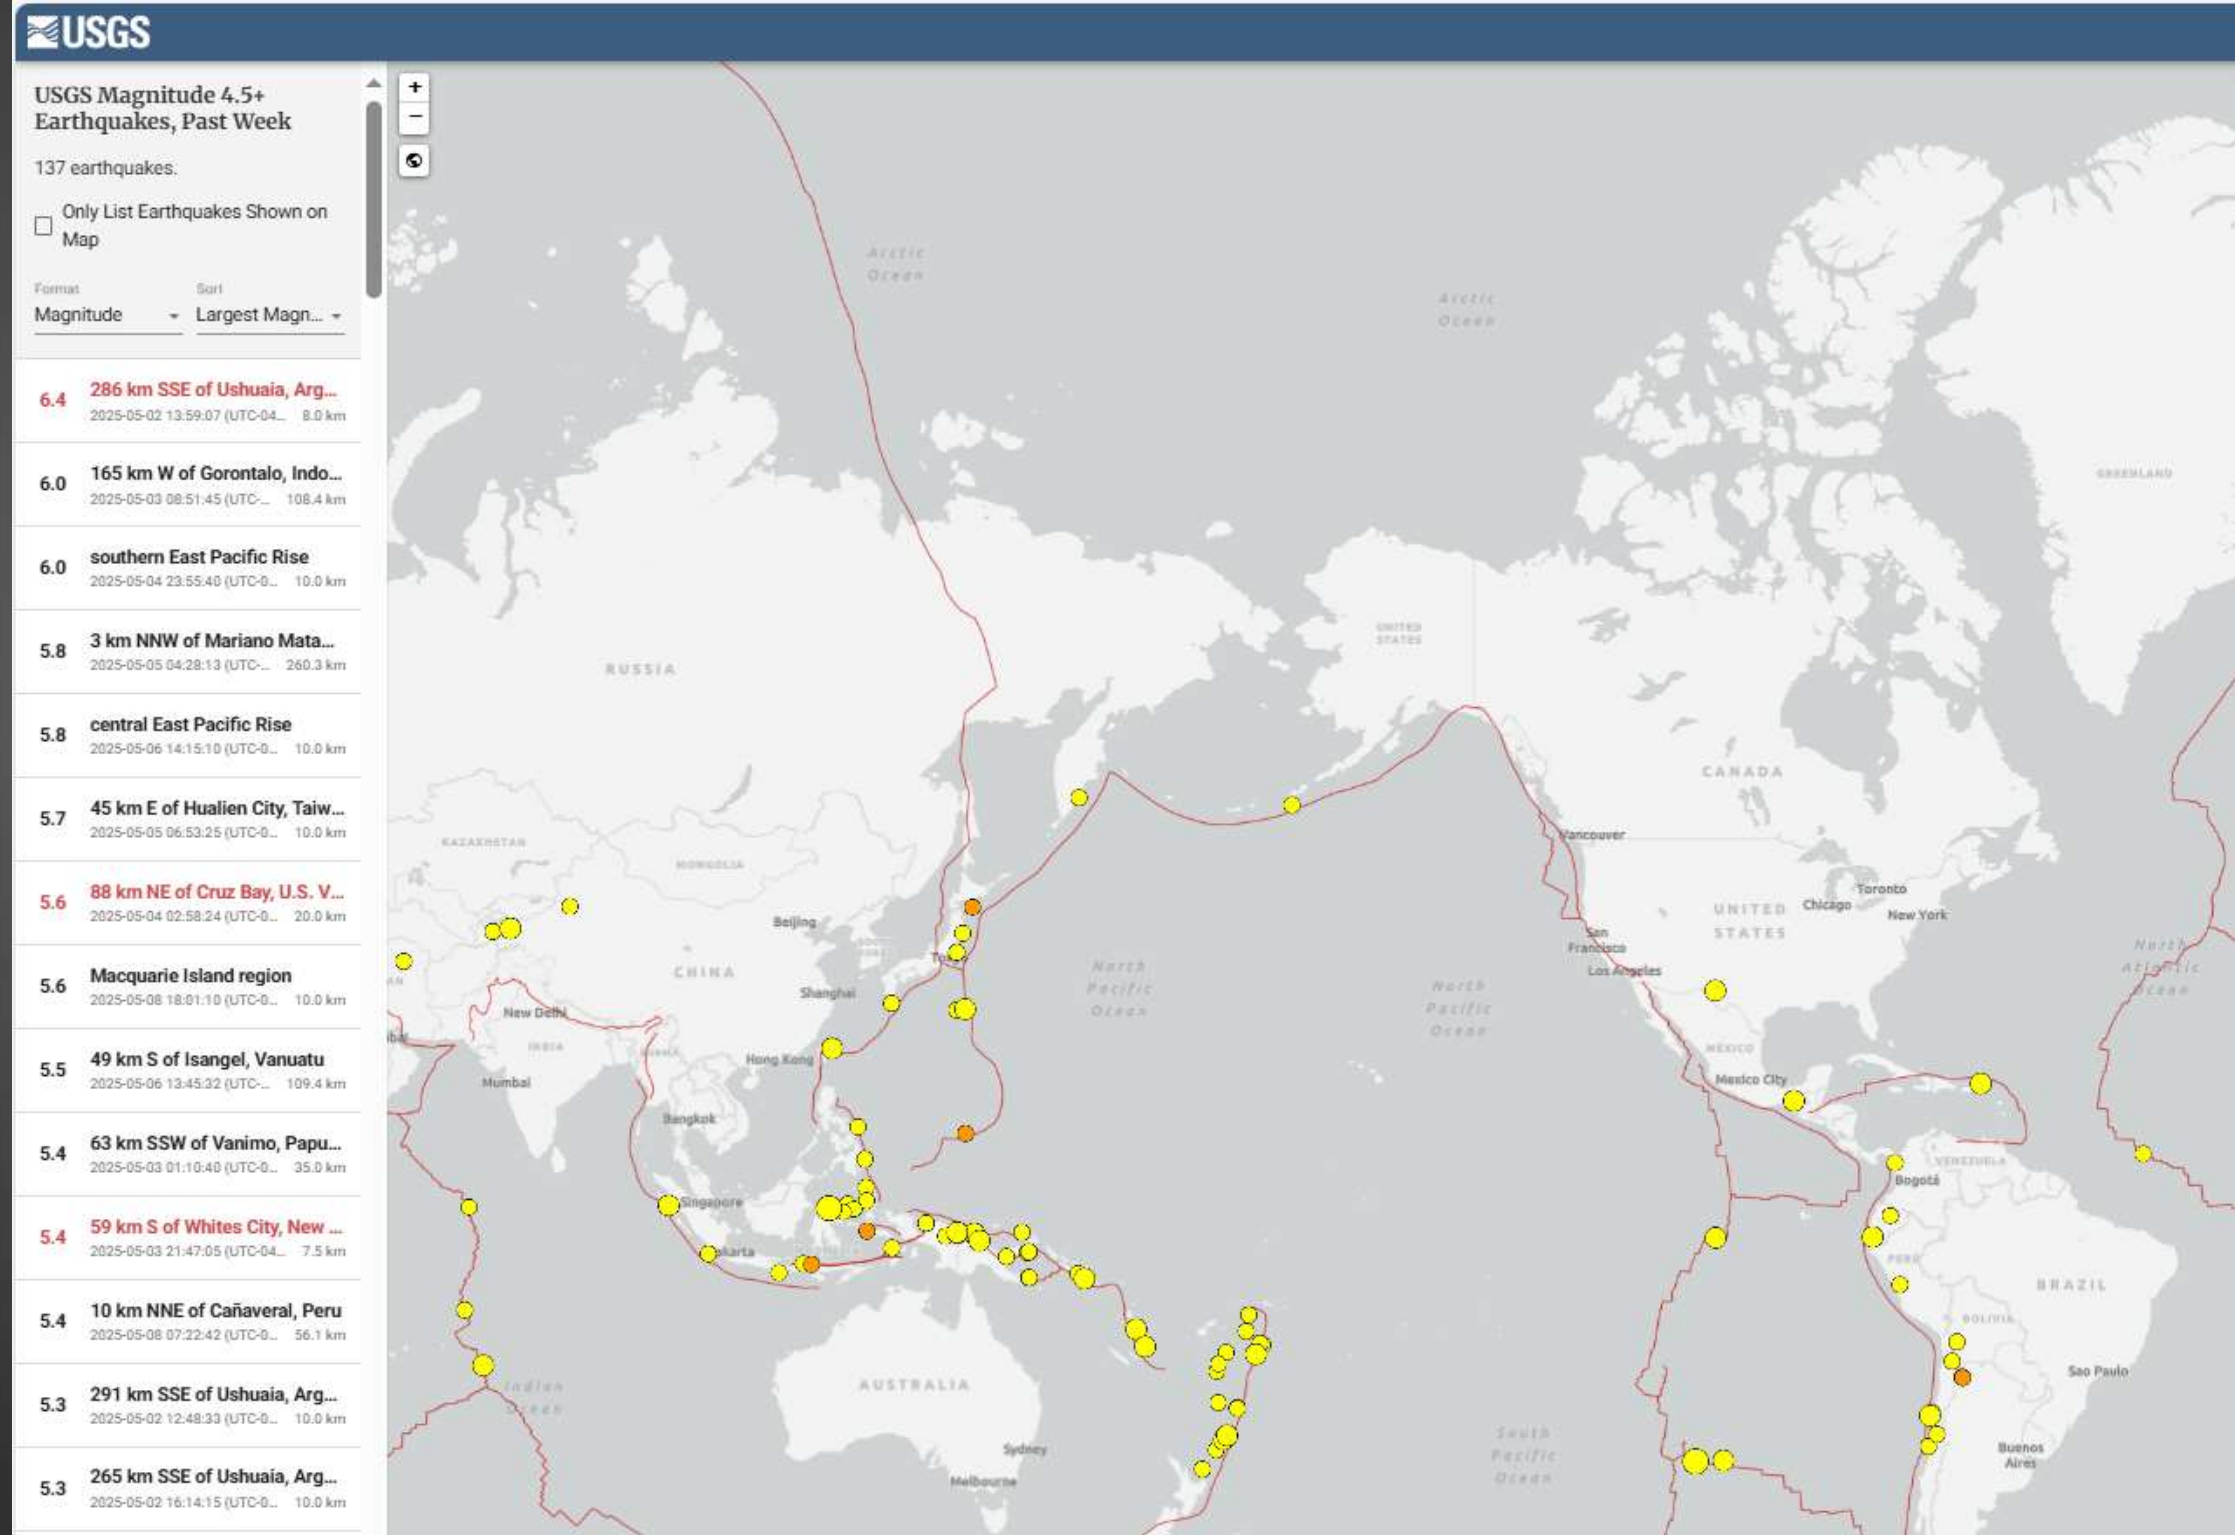 USGS
USGS Magnitude 4.5+
Earthquakes, Past Week
137 earthquakes.
Only List Earthquakes Shown on
Map
Format
Sort
Magnitude
Largest Magn...
6.4
286 km SSE of Ushuaia, Arg...
2025-05-02 13:59:07 (UTC-04... 8.0 km
6.0
165 km W of Gorontalo, Indo...
2025-05-03 08:51:45 (UTC-... 108.4 km
6.0
southern East Pacific Rise
2025-05-04 23:55:40 (UTC-0... 10.0 km
5.8
3 km NNW of Mariano Mata...
2025-05-05 04:28:13 (UTC-... 260.3 km
5.8
central East Pacific Rise
2025-05-06 14:15:10 (UTC-0... 10.0 km
5.7
45 km E of Hualien City, Taiw...
2025-05-05 06:53:25 (UTC-0... 10.0 km
5.6
88 km NE of Cruz Bay, U.S. V...
2025-05-04 02:58:24 (UTC-0... 20.0 km
5.6
Macquarie Island region
2025-05-08 18:01:10 (UTC-0... 10.0 km
5.5
49 km S of Isangel, Vanuatu
2025-05-06 13:45:32 (UTC-... 109.4 km
5.4
63 km SSW of Vanimo, Papu...
2025-05-03 01:10:40 (UTC-0... 35.0 km
5.4
59 km S of Whites City, New ...
2025-05-03 21:47:05 (UTC-04... 7.5 km
5.4
10 km NNE of Cañaveral, Peru
2025-05-08 07:22:42 (UTC-0... 56.1 km
5.3
291 km SSE of Ushuaia, Arg...
2025-05-02 12:48:33 (UTC-0... 10.0 km
5.3
265 km SSE of Ushuaia, Arg...
2025-05-02 16:14:15 (UTC-0... 10.0 km
+
−
Arctic
Ocean
Arctic
Ocean
GREENLAND
UNITED
STATES
RUSSIA
CANADA
Vancouver
KAZAKHSTAN
MONGOLIA
Toronto
Chicago
New York
UNITED
STATES
Beijing
San
Francisco
Los Angeles
North
Atlantic
Ocean
CHINA
North
Pacific
Ocean
North
Pacific
Ocean
Shanghai
New Delhi
INDIA
Hong Kong
MEXICO
Mumbai
Mexico City
Bangkok
VENEZUELA
Bogotá
Singapore
PERU
BRAZIL
BOLIVIA
Sao Paulo
AUSTRALIA
Indian
Ocean
Sydney
Melbourne
South
Pacific
Ocean
Buenos
Aires